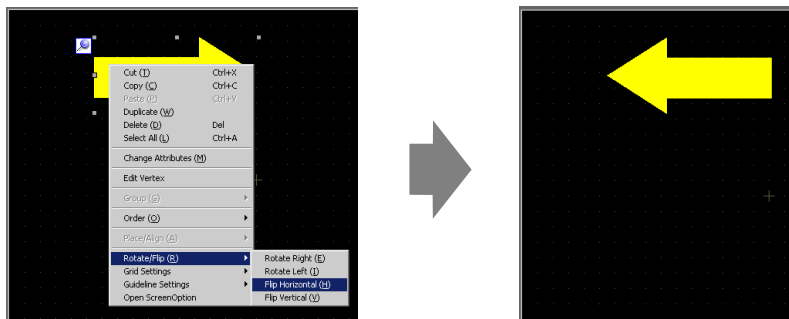 Cut (T) Ctrl+X
Copy (C) Ctrl+C
Paste (P) Ctrl+V
Duplicate (W)
Delete (D) Del
Select All (L) Ctrl+A
Change Attributes (M)
Edit Vertex
Group (G)
Order (O)
Place/Align (A)
Rotate/Flip (R)
Rotate Right (E)
Grid Settings
Rotate Left (I)
Guideline Settings
Flip Horizontal (H)
Open ScreenOption
Flip Vertical (V)